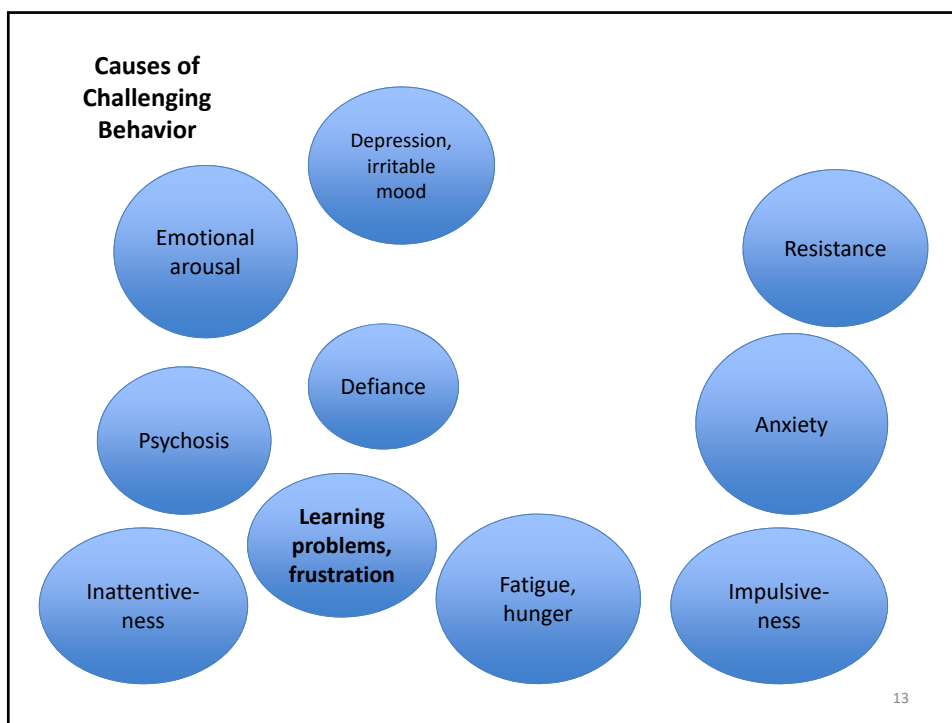 Causes of
Challenging
Behavior
Depression,
irritable
mood
Emotional
arousal
Resistance
Defiance
Anxiety
Psychosis
Learning
problems,
frustration
Inattentive-
ness
Fatigue,
hunger
Impulsive-
ness
13